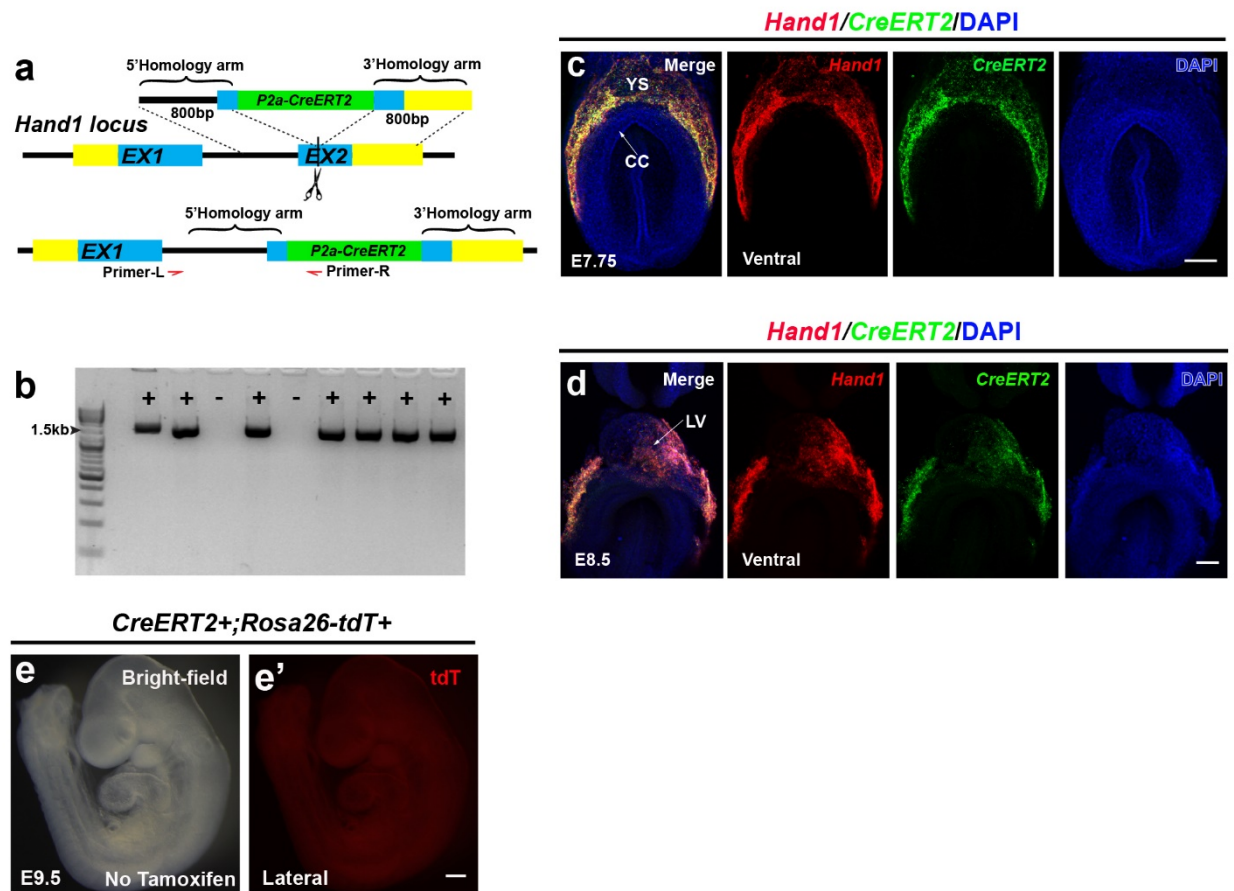 a
5'Homology arm
3'Homology arm
P2a-CreERT2
800bp
800bp
Hand1 locus
EX1
EX2
5'Homology arm
3'Homology arm
EX1
P2a-CreERT2
Primer-L
Primer-R
b
+ + - + - + + + +
1.5kb
Hand1/CreERT2/DAPI
c
Merge
YS
CC
E7.75
Hand1
Ventral
CreERT2
DAPI
Hand1/CreERT2/DAPI
d
Merge
LV
E8.5
Hand1
Ventral
CreERT2
DAPI
CreERT2+;Rosa26-tdT+
e
Bright-field
E9.5
No Tamoxifen
e'
tdT
Lateral